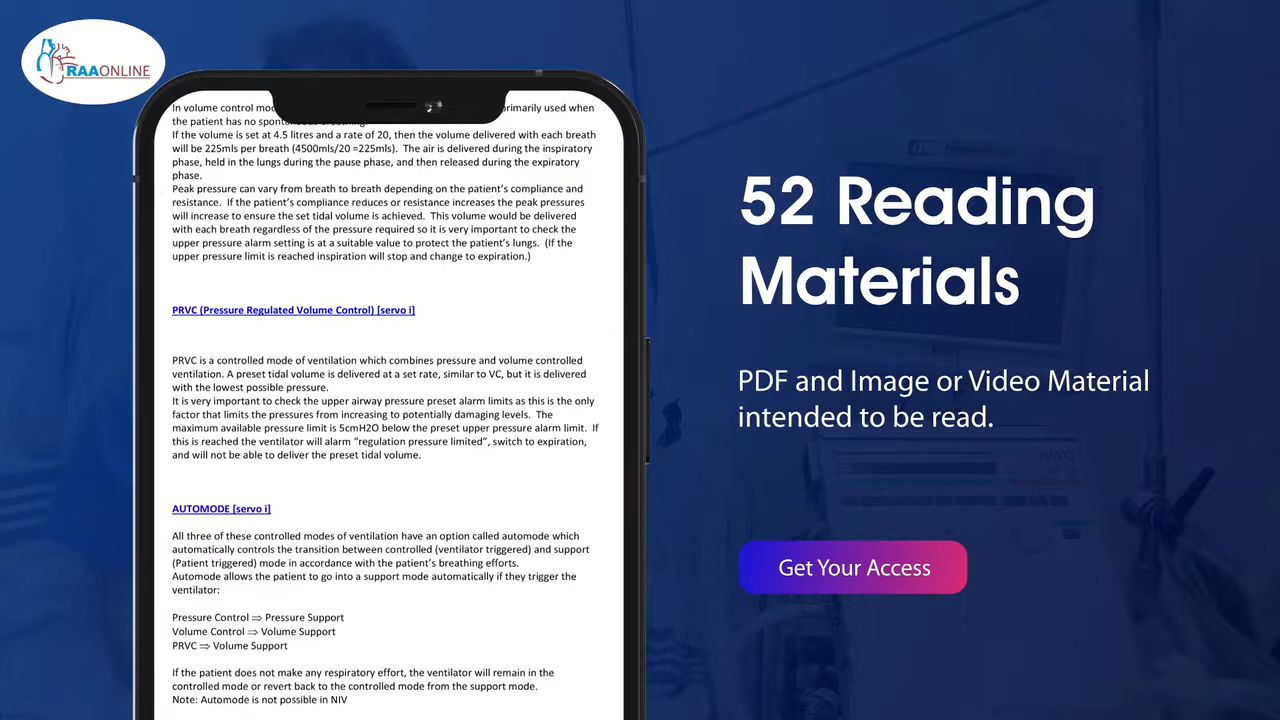 RAAONLINE
In volume control mod primarily used when
the patient has no spontaneous breathing.
If the volume is set at 4.5 litres and a rate of 20, then the volume delivered with each breath
will be 225mls per breath (4500mls/20 =225mls). The air is delivered during the inspiratory
phase, held in the lungs during the pause phase, and then released during the expiratory
phase.
Peak pressure can vary from breath to breath depending on the patient's compliance and
resistance. If the patient's compliance reduces or resistance increases the peak pressures
will increase to ensure the set tidal volume is achieved. This volume would be delivered
with each breath regardless of the pressure required so it is very important to check the
upper pressure alarm setting is at a suitable value to protect the patient's lungs. (If the
upper pressure limit is reached inspiration will stop and change to expiration.)
PRVC (Pressure Regulated Volume Control) [servo i]
PRVC is a controlled mode of ventilation which combines pressure and volume controlled
ventilation. A preset tidal volume is delivered at a set rate, similar to VC, but it is delivered
with the lowest possible pressure.
It is very important to check the upper airway pressure preset alarm limits as this is the only
factor that limits the pressures from increasing to potentially damaging levels. The
maximum available pressure limit is 5cmH2O below the preset upper pressure alarm limit. If
this is reached the ventilator will alarm “regulation pressure limited”, switch to expiration,
and will not be able to deliver the preset tidal volume.
AUTOMODE [servo i]
All three of these controlled modes of ventilation have an option called automode which
automatically controls the transition between controlled (ventilator triggered) and support
(Patient triggered) mode in accordance with the patient's breathing efforts.
Automode allows the patient to go into a support mode automatically if they trigger the
ventilator:
Pressure Control ⇒ Pressure Support
Volume Control ⇒ Volume Support
PRVC ⇒ Volume Support
If the patient does not make any respiratory effort, the ventilator will remain in the
controlled mode or revert back to the controlled mode from the support mode.
Note: Automode is not possible in NIV
52 Reading
Materials
PDF and Image or Video Material
intended to be read.
Get Your Access